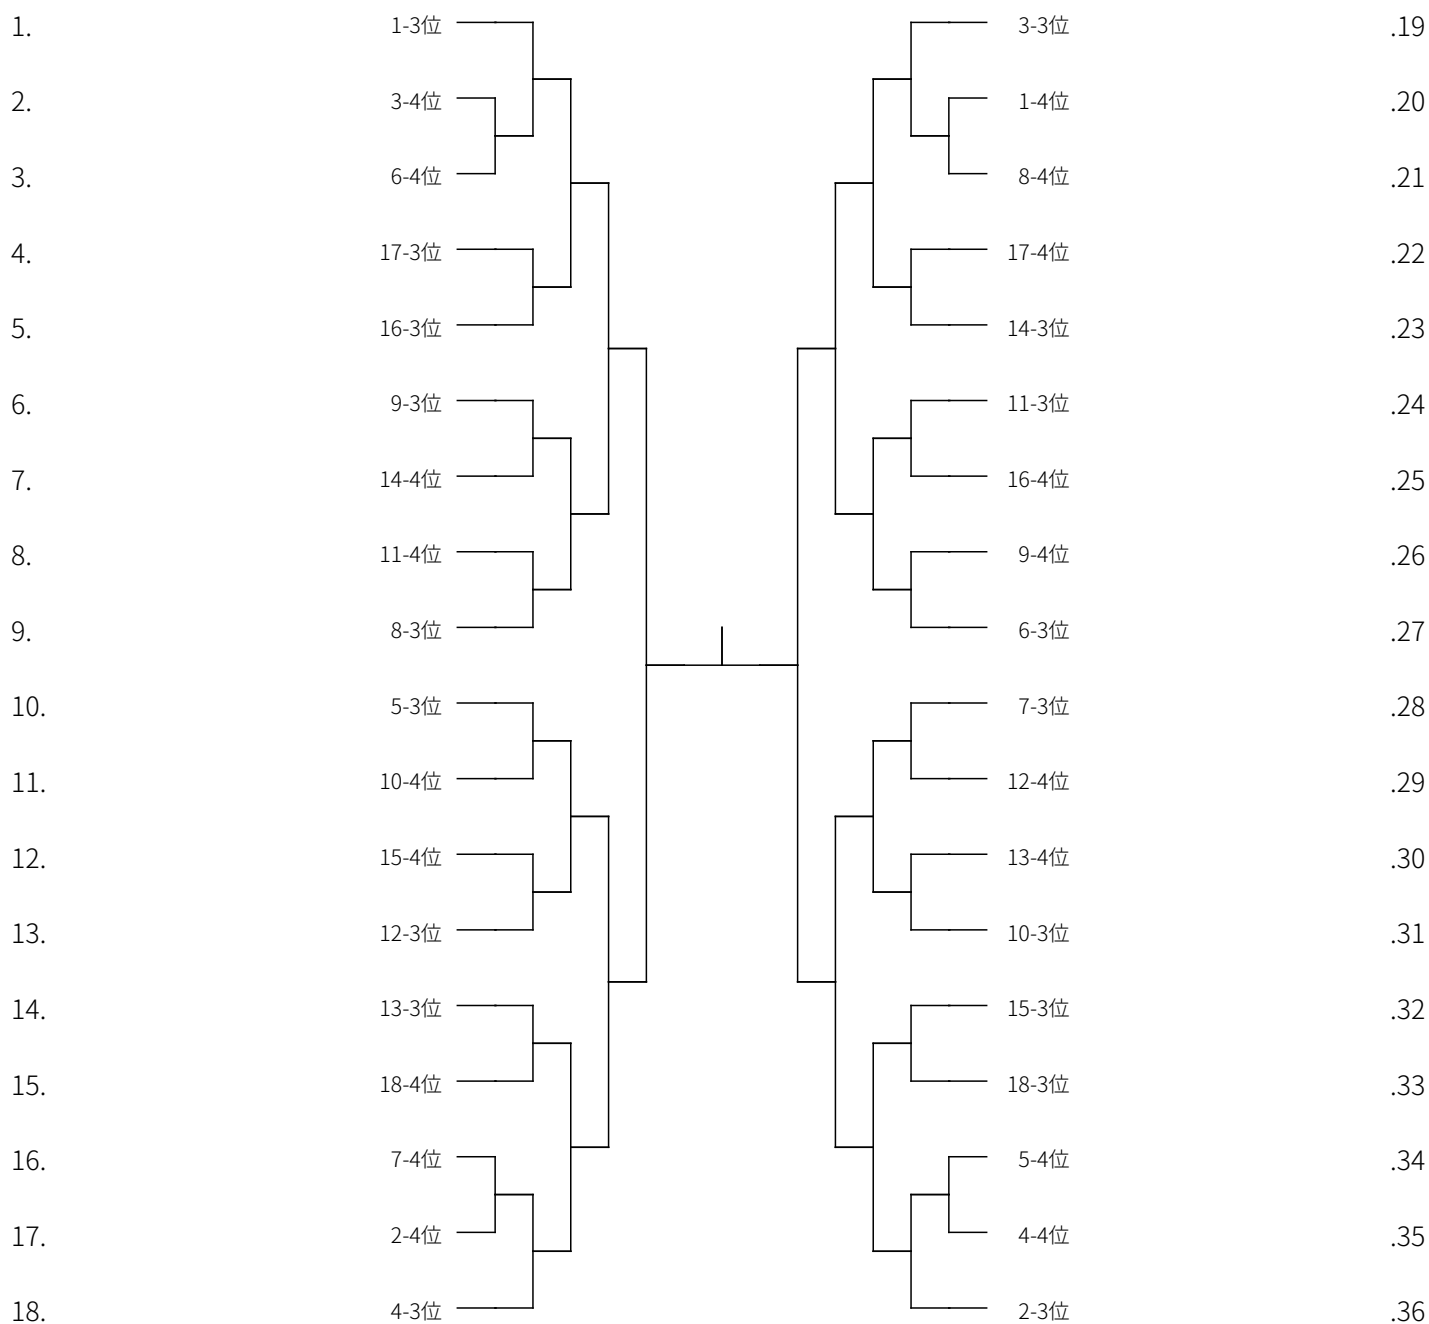 1. 1-3位 3-3位 .19
2. 3-4位 1-4位 .20
3. 6-4位 8-4位 .21
4. 17-3位 17-4位 .22
5. 16-3位 14-3位 .23
6. 9-3位 11-3位 .24
7. 14-4位 16-4位 .25
8. 11-4位 9-4位 .26
9. 8-3位 6-3位 .27
10. 5-3位 7-3位 .28
11. 10-4位 12-4位 .29
12. 15-4位 13-4位 .30
13. 12-3位 10-3位 .31
14. 13-3位 15-3位 .32
15. 18-4位 18-3位 .33
16. 7-4位 5-4位 .34
17. 2-4位 4-4位 .35
18. 4-3位 2-3位 .36